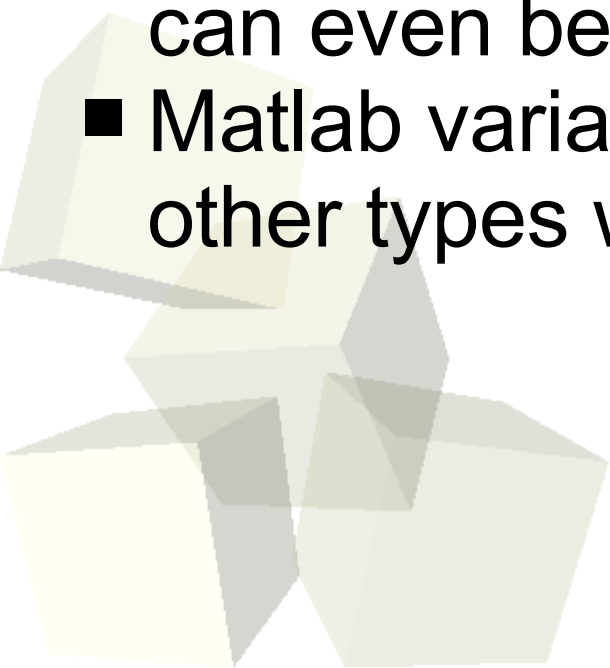 can even be
■ Matlab varia
other types